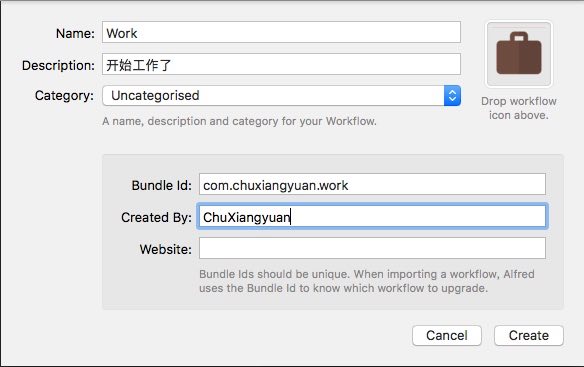 Name: Work
Description: 开始工作了
Category: Uncategorised
Drop workflow
icon above.
A name, description and category for your Workflow.
Bundle Id: com.chuxiangyuan.work
Created By: ChuXiangyuan
Website:
Bundle Ids should be unique. When importing a workflow, Alfred
uses the Bundle Id to know which workflow to upgrade.
Cancel Create